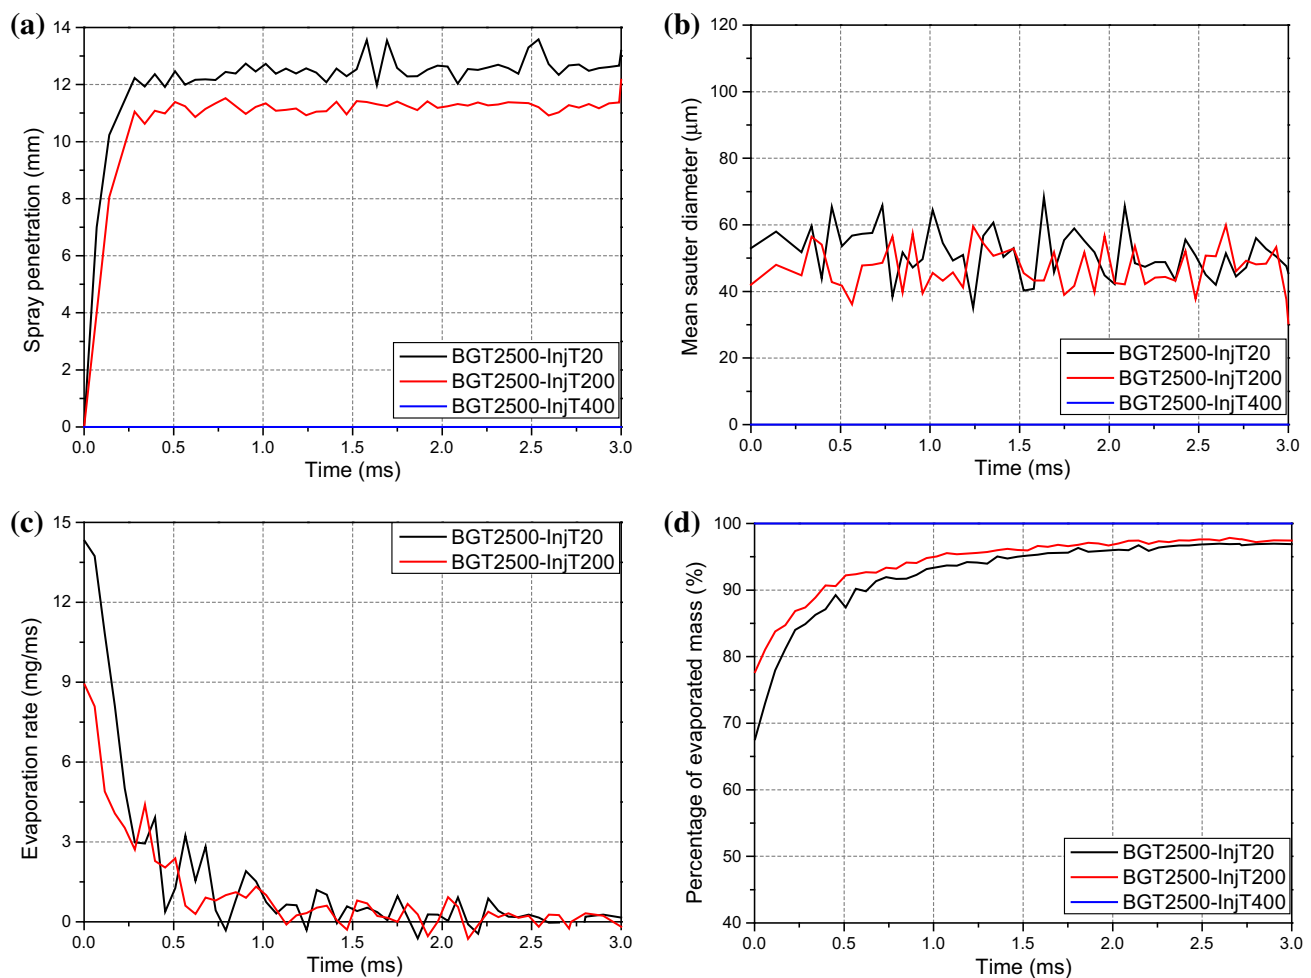 (a)
14
12
10
8
6
4
2
0
Spray penetration (mm)
BGT2500-InjT20
BGT2500-InjT200
BGT2500-InjT400
0.0 0.5 1.0 1.5 2.0 2.5 3.0
Time (ms)
(b)
120
100
80
60
40
20
0
Mean sauter diameter (μm)
BGT2500-InjT20
BGT2500-InjT200
BGT2500-InjT400
0.0 0.5 1.0 1.5 2.0 2.5 3.0
Time (ms)
(c)
15
12
9
6
3
0
Evaporation rate (mg/ms)
BGT2500-InjT20
BGT2500-InjT200
0.0 0.5 1.0 1.5 2.0 2.5 3.0
Time (ms)
(d)
100
90
80
70
60
50
40
Percentage of evaporated mass (%)
BGT2500-InjT20
BGT2500-InjT200
BGT2500-InjT400
0.0 0.5 1.0 1.5 2.0 2.5 3.0
Time (ms)